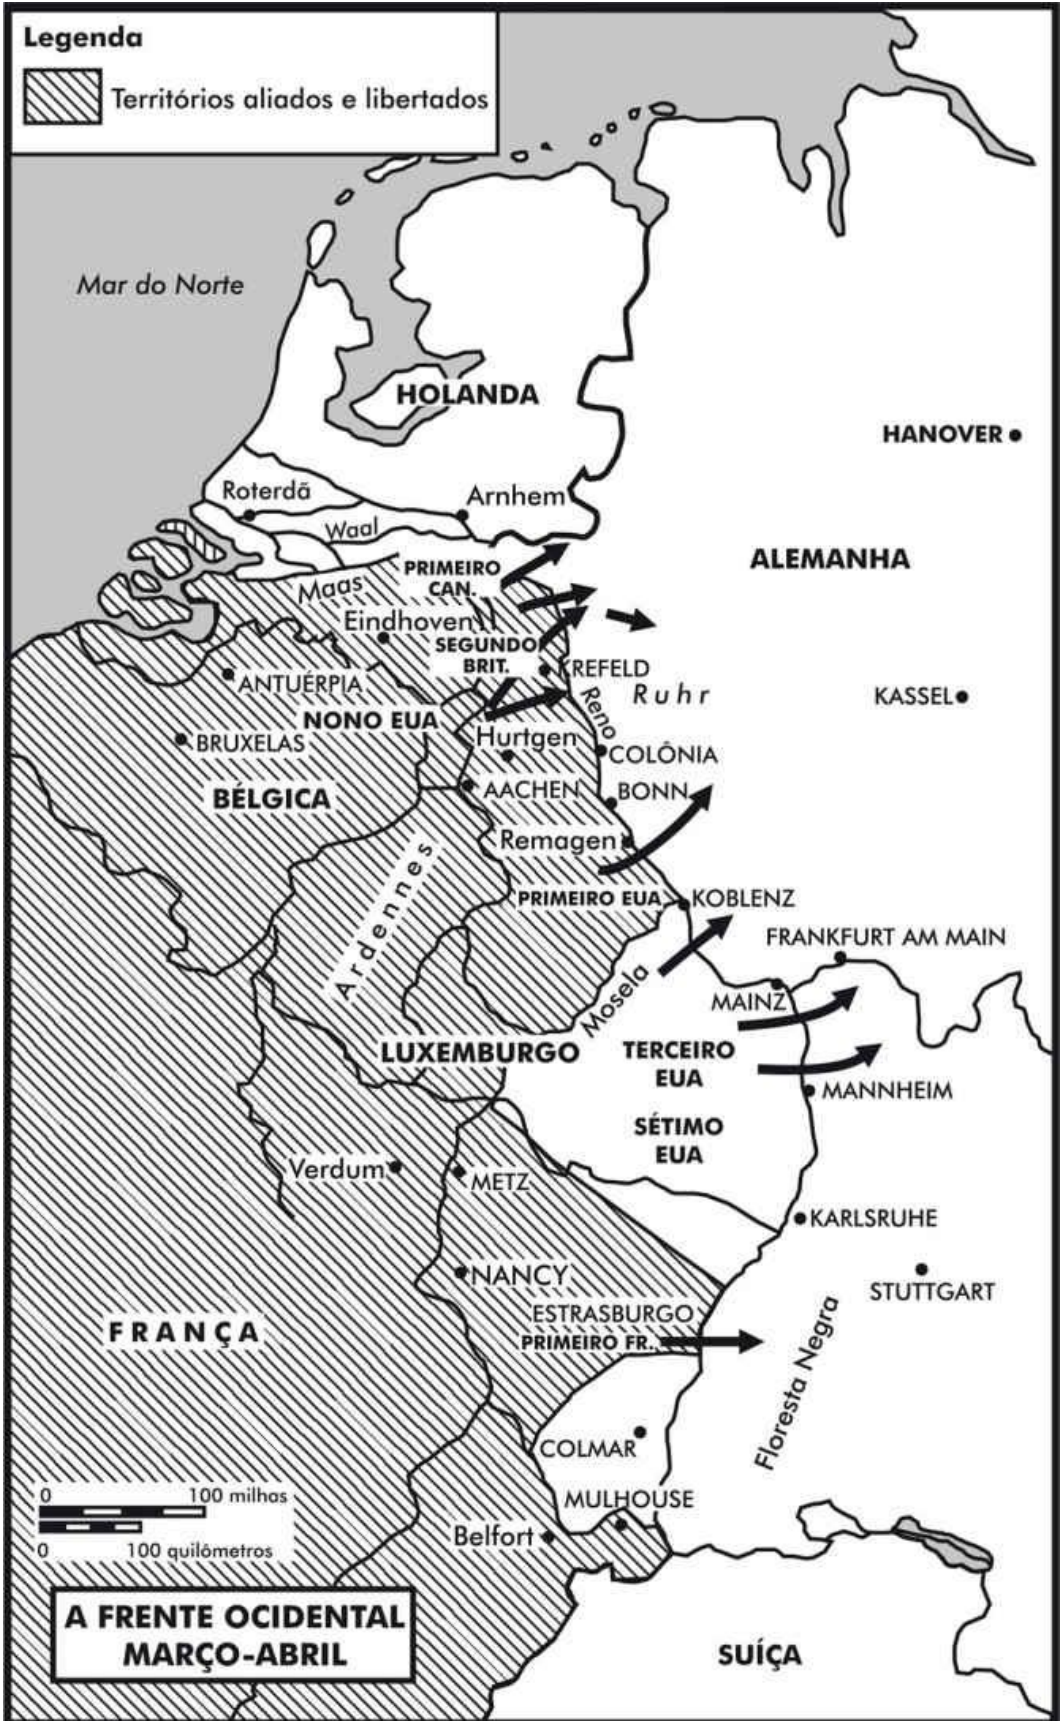 Legenda
Territórios aliados e libertados
Mar do Norte
HOLANDA
HANOVER
Roterdã
Arnhem
Waal
ALEMANHA
PRIMEIRO
CAN.
Maas
Eindhoven
SEGUNDO
BRIT.
KREFELD
ANTUÉRPIA
Ruhr
KASSEL
Reno
NONO EUA
BRUXELAS
Hurtgen
COLÔNIA
BÉLGICA
AACHEN
BONN
Remagen
Ardennes
PRIMEIRO EUA
KOBLENZ
FRANKFURT AM MAIN
Mosela
MAINZ
LUXEMBURGO
TERCEIRO
EUA
MANNHEIM
SÉTIMO
EUA
Verdum
METZ
KARLSRUHE
NANCY
STUTTGART
ESTRASBURGO
FRANÇA
PRIMEIRO FR.
Floresta Negra
COLMAR
0 100 milhas
MULHOUSE
Belfort
0 100 quilômetros
A FRENTE OCIDENTAL
MARÇO-ABRIL
SUÍÇA